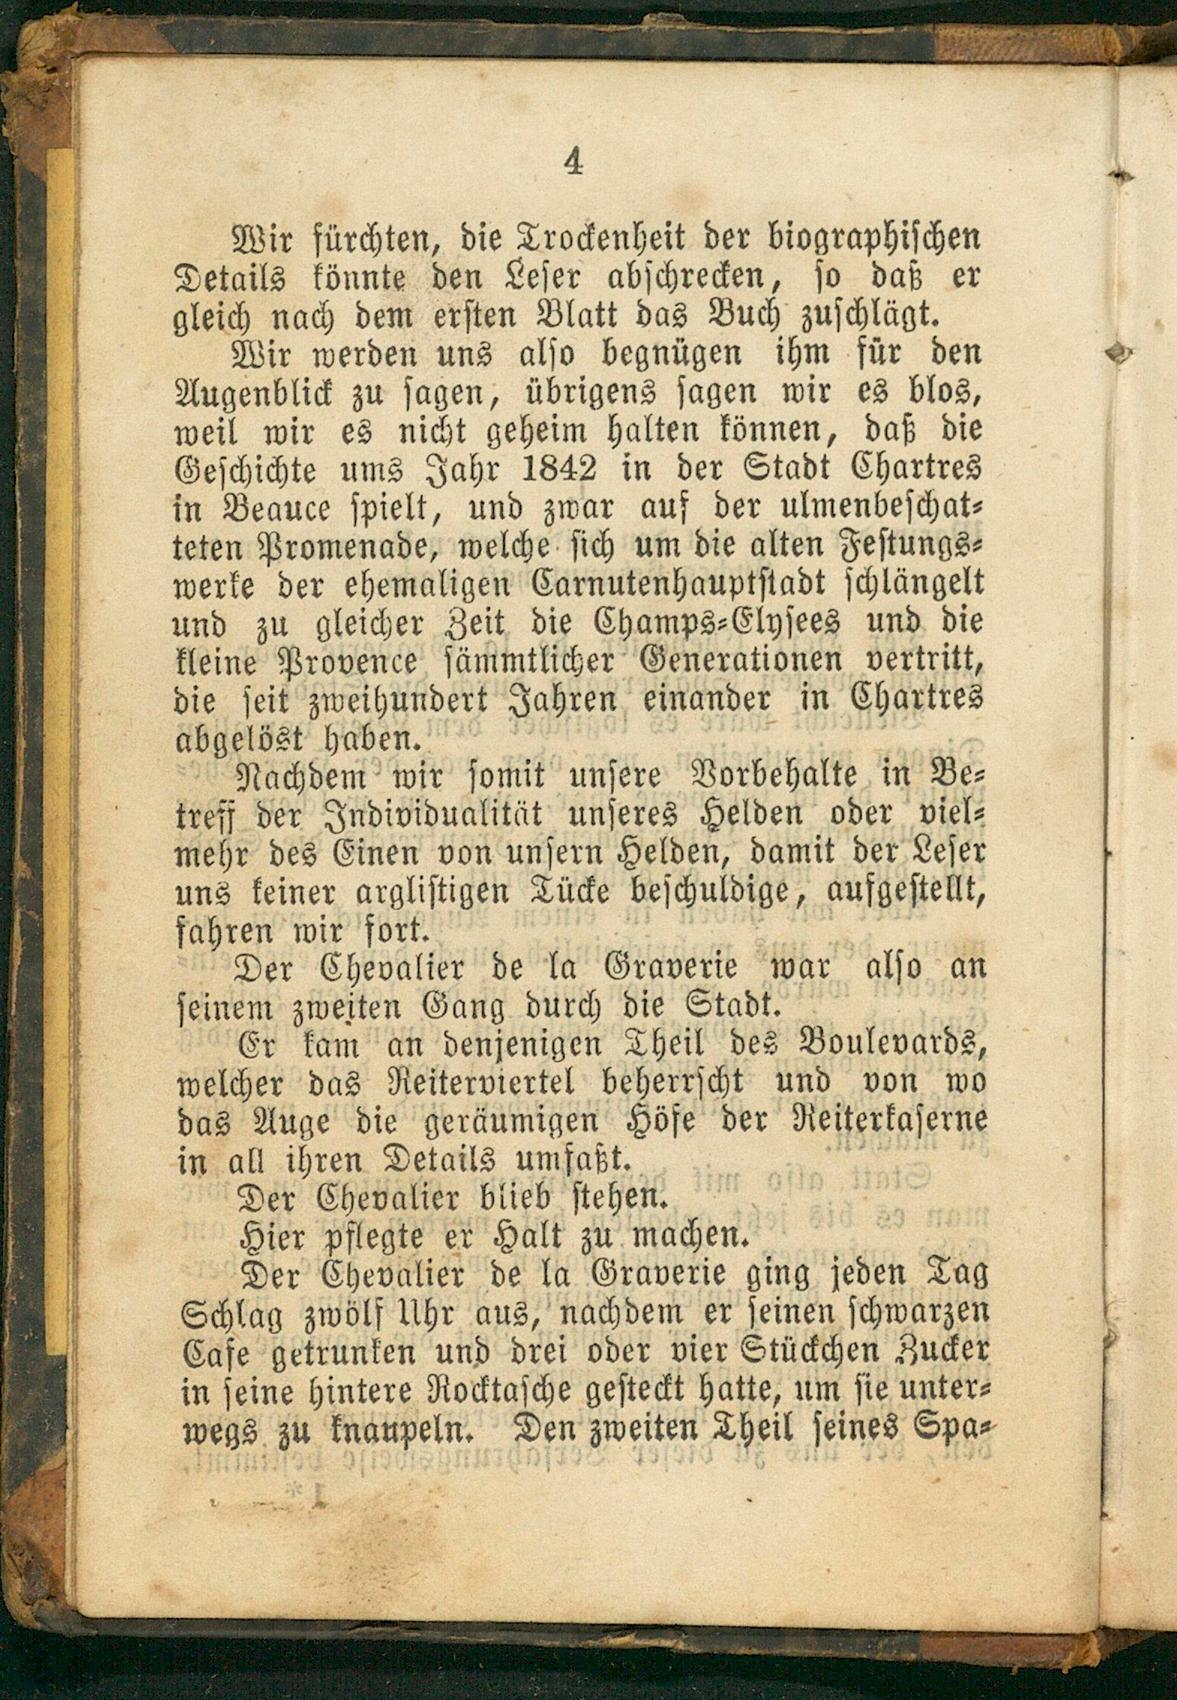 4
Wir fürchten, die Trockenheit der biographischen
Details könnte den Leser abschrecken, so daß er
gleich nach dem ersten Blatt das Buch zuschlägt.
Wir werden uns also begnügen ihm für den
Augenblick zu sagen, übrigens sagen wir es blos,
weil wir es nicht geheim halten können, daß die
Geschichte ums Jahr 1842 in der Stadt Chartres
in Beauce spielt, und zwar auf der ulmenbeschat-
teten Promenade, welche sich um die alten Festungs-
werke der ehemaligen Carnutenhauptstadt schlängelt
und zu gleicher Zeit die Champs-Elysees und die
kleine Provence sämmtlicher Generationen vertritt,
die seit zweihundert Jahren einander in Chartres
abgelöst haben.
Nachdem wir somit unsere Vorbehalte in Be-
treff der Individualität unseres Helden oder viel-
mehr des Einen von unsern Helden, damit der Leser
uns keiner arglistigen Tücke beschuldige, aufgestellt,
fahren wir fort.
Der Chevalier de la Graverie war also an
seinem zweiten Gang durch die Stadt.
Er kam an denjenigen Theil des Boulevards,
welcher das Reiterviertel beherrscht und von wo
das Auge die geräumigen Höfe der Reiterkaserne
in all ihren Details umfaßt.
Der Chevalier blieb stehen.
Hier pflegte er Halt zu machen.
Der Chevalier de la Graverie ging jeden Tag
Schlag zwölf Uhr aus, nachdem er seinen schwarzen
Cafe getrunken und drei oder vier Stückchen Zucker
in seine hintere Rocktasche gesteckt hatte, um sie unter-
wegs zu knaupeln. Den zweiten Theil seines Spa-